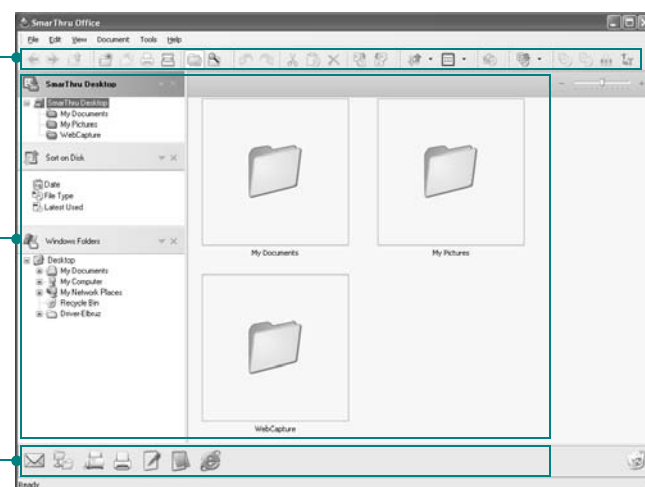 SmarThru Office
File Edit View Document Tools Help
SmarThru Desktop
SmarThru Desktop
My Documents
My Pictures
WebCapture
Sort on Disk
Date
File Type
Latest Used
Windows Folders
Desktop
My Documents
My Computer
My Network Places
Recycle Bin
Driver-Elbruz
My Documents
My Pictures
WebCapture
Ready